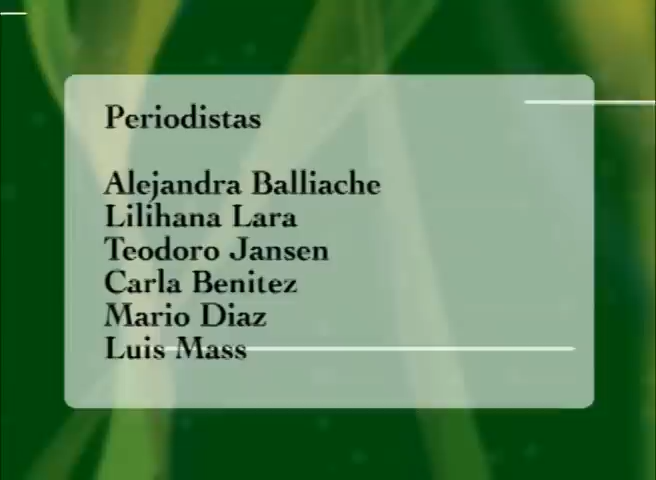 Periodistas
Alejandra Balliache
Lilihana Lara
Teodoro Jansen
Carla Benitez
Mario Diaz
Luis Mass